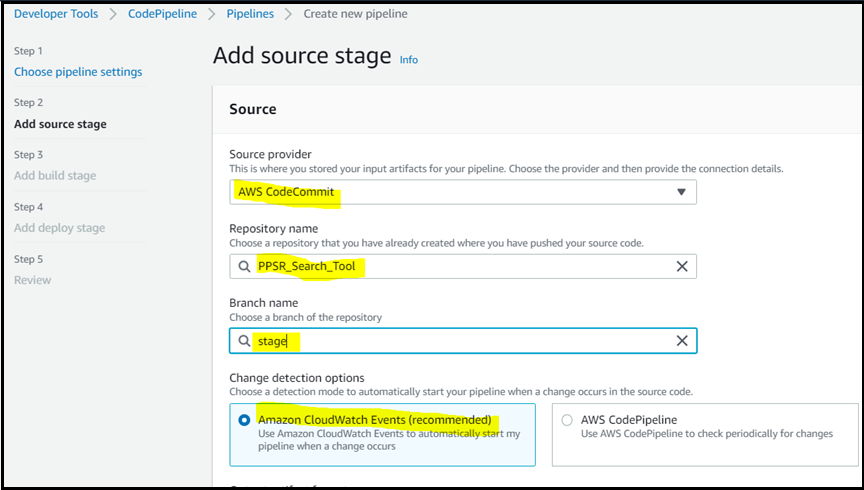 Developer Tools > CodePipeline > Pipelines > Create new pipeline
Step 1
Choose pipeline settings
Step 2
Add source stage
Step 3
Add build stage
Step 4
Add deploy stage
Step 5
Review
Add source stage Info
Source
Source provider
This is where you stored your input artifacts for your pipeline. Choose the provider and then provide the connection details.
AWS CodeCommit
Repository name
Choose a repository that you have already created where you have pushed your source code.
PPSR_Search_Tool
Branch name
Choose a branch of the repository
stage
Change detection options
Choose a detection mode to automatically start your pipeline when a change occurs in the source code.
Amazon CloudWatch Events (recommended)
Use Amazon CloudWatch Events to automatically start my
pipeline when a change occurs
AWS CodePipeline
Use AWS CodePipeline to check periodically for changes